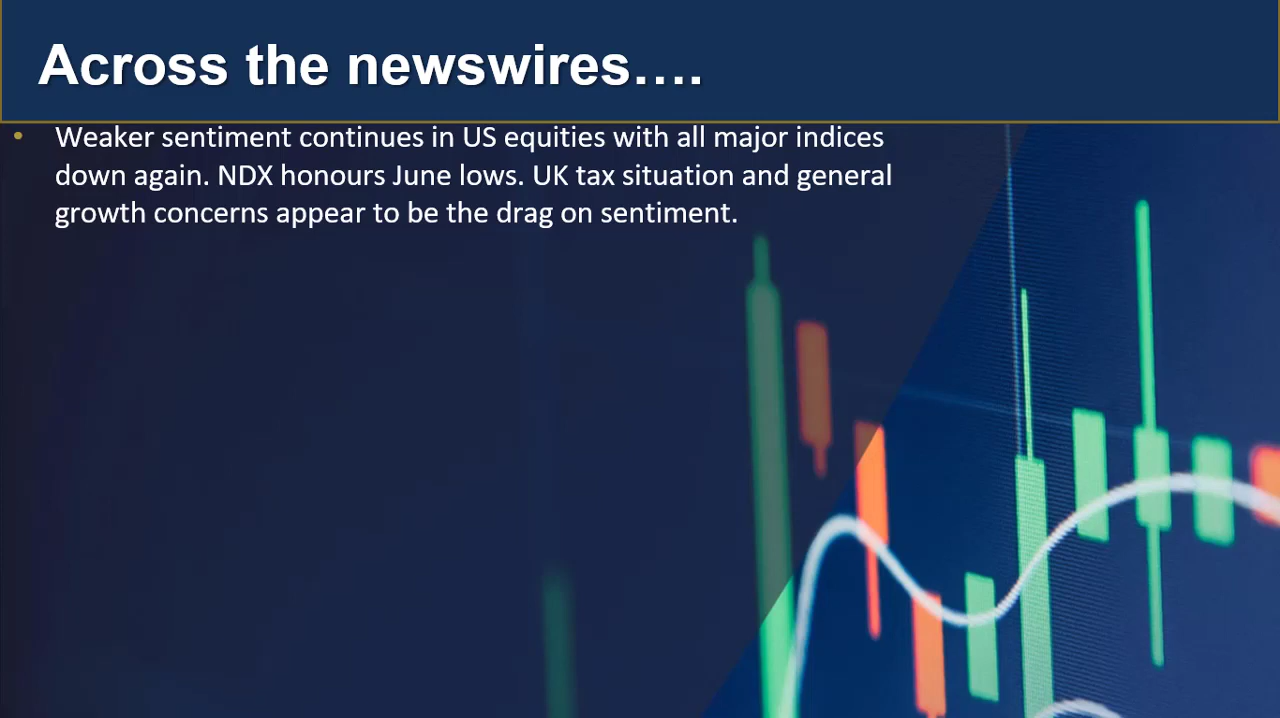 Across the newswires….
• Weaker sentiment continues in US equities with all major indices
down again. NDX honours June lows. UK tax situation and general
growth concerns appear to be the drag on sentiment.